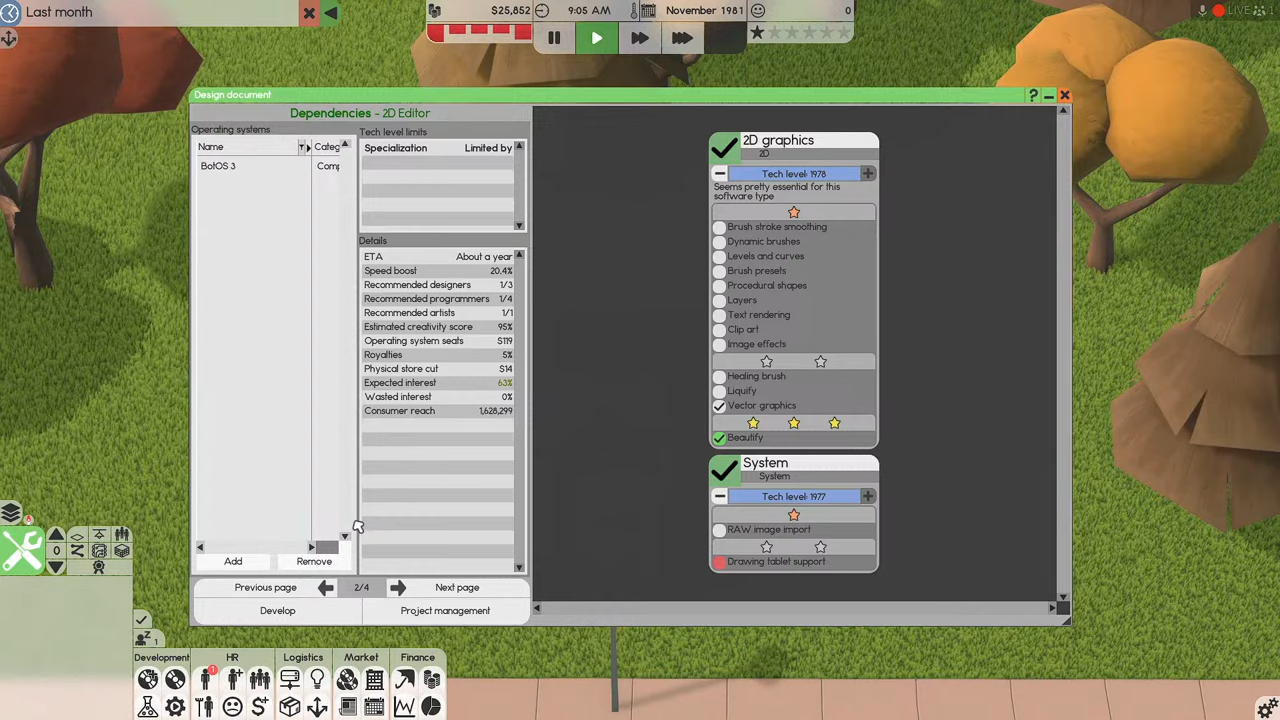 Last month
$25,852
9:05 AM
November 1981
0
LIVE
1
Design document
?
Dependencies - 2D Editor
Operating systems
Name
Categ
BotOS 3
Comp
Add
Remove
Tech level limits
Specialization
Limited by
Details
ETA About a year
Speed boost 20.4%
Recommended designers 1/3
Recommended programmers 1/4
Recommended artists 1/1
Estimated creativity score 95%
Operating system seats $119
Royalties 5%
Physical store cut $14
Expected interest 63%
Wasted interest 0%
Consumer reach 1,628,299
Previous page
2/4
Next page
Develop
Project management
2D graphics
2D
Tech level: 1978
Seems pretty essential for this
software type
Brush stroke smoothing
Dynamic brushes
Levels and curves
Brush presets
Procedural shapes
Layers
Text rendering
Clip art
Image effects
Healing brush
Liquify
Vector graphics
Beautify
System
System
Tech level: 1977
RAW image import
Drawing tablet support
0
1
Development
HR
Logistics
Market
Finance
1